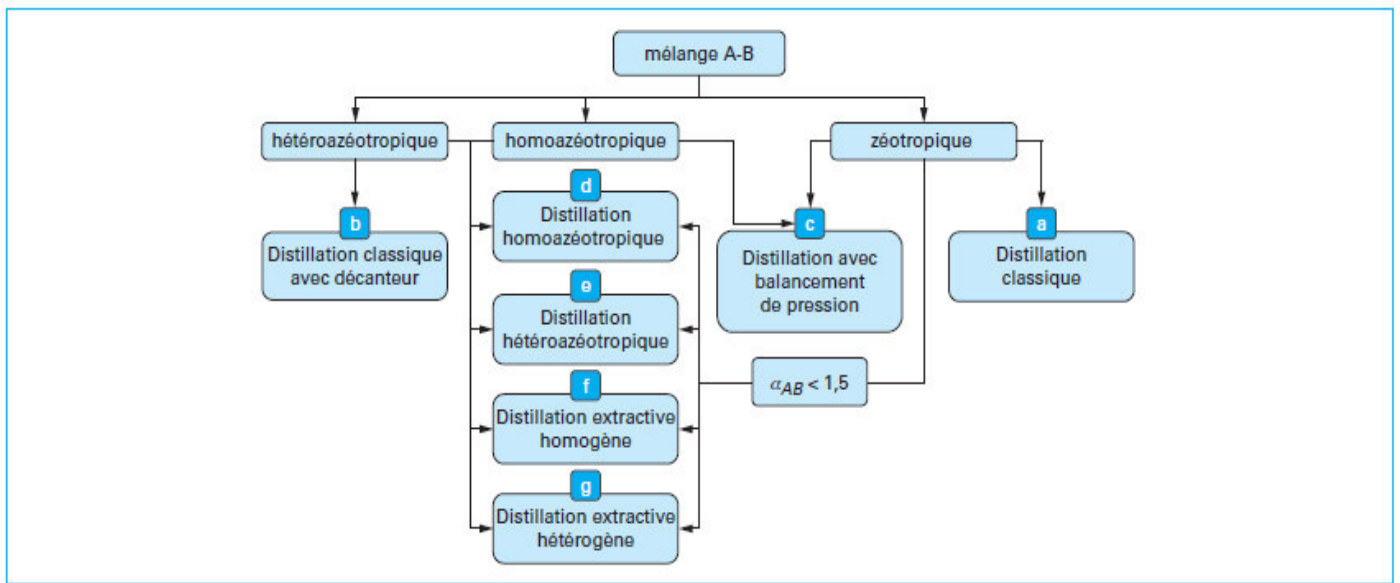 mélange A-B
hétéroazéotropique
homoazéotropique
zéotropique
b
Distillation classique
avec décanteur
d
Distillation
homoazéotropique
c
Distillation avec
balancement
de pression
a
Distillation
classique
e
Distillation
hétéroazéotropique
α_AB < 1,5
f
Distillation extractive
homogène
g
Distillation extractive
hétérogène